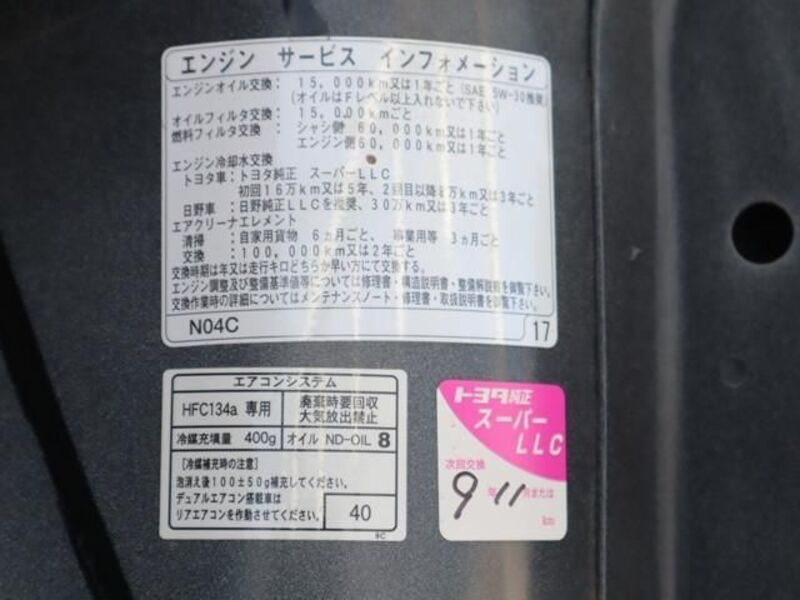 エンジン サービス インフォメーション
エンジンオイル交換： 15,000km又は1年ごと (SAE 5W-30推奨)
(オイルはFレベル以上入れないで下さい)
オイルフィルタ交換： 15,000kmごと
燃料フィルタ交換 ： シャシ側 60,000km又は1年ごと
エンジン側60,000km又は1年ごと
エンジン冷却水交換
トヨタ車：トヨタ純正 スーパーLLC
初回16万km又は5年、2回目以降8万km又は3年ごと
日野車 ：日野純正LLCを推奨、30万km又は3年ごと
エアクリーナエレメント
清掃 ：自家用貨物 6ヵ月ごと、 事業用等 3ヵ月ごと
交換 ：100,000km又は2年ごと
交換時期は年又は走行キロどちらか早い方にて交換する。
エンジン調整及び整備基準値等については修理書・構造説明書・整備解説書を御覧下さい。
交換作業時の詳細についてはメンテナンスノート・修理書・取扱説明書を御覧下さい。
N04C 17
エアコンシステム
HFC134a 専用 廃棄時要回収
大気放出禁止
冷媒充填量 400g オイル ND-OIL 8
[冷媒補充時の注意]
泡消え後100±50g補充してください。
デュアルエアコン搭載車は
リアエアコンを作動させてください。 40
8C
トヨタ純正
スーパー
LLC
次回交換
9年11月または
km